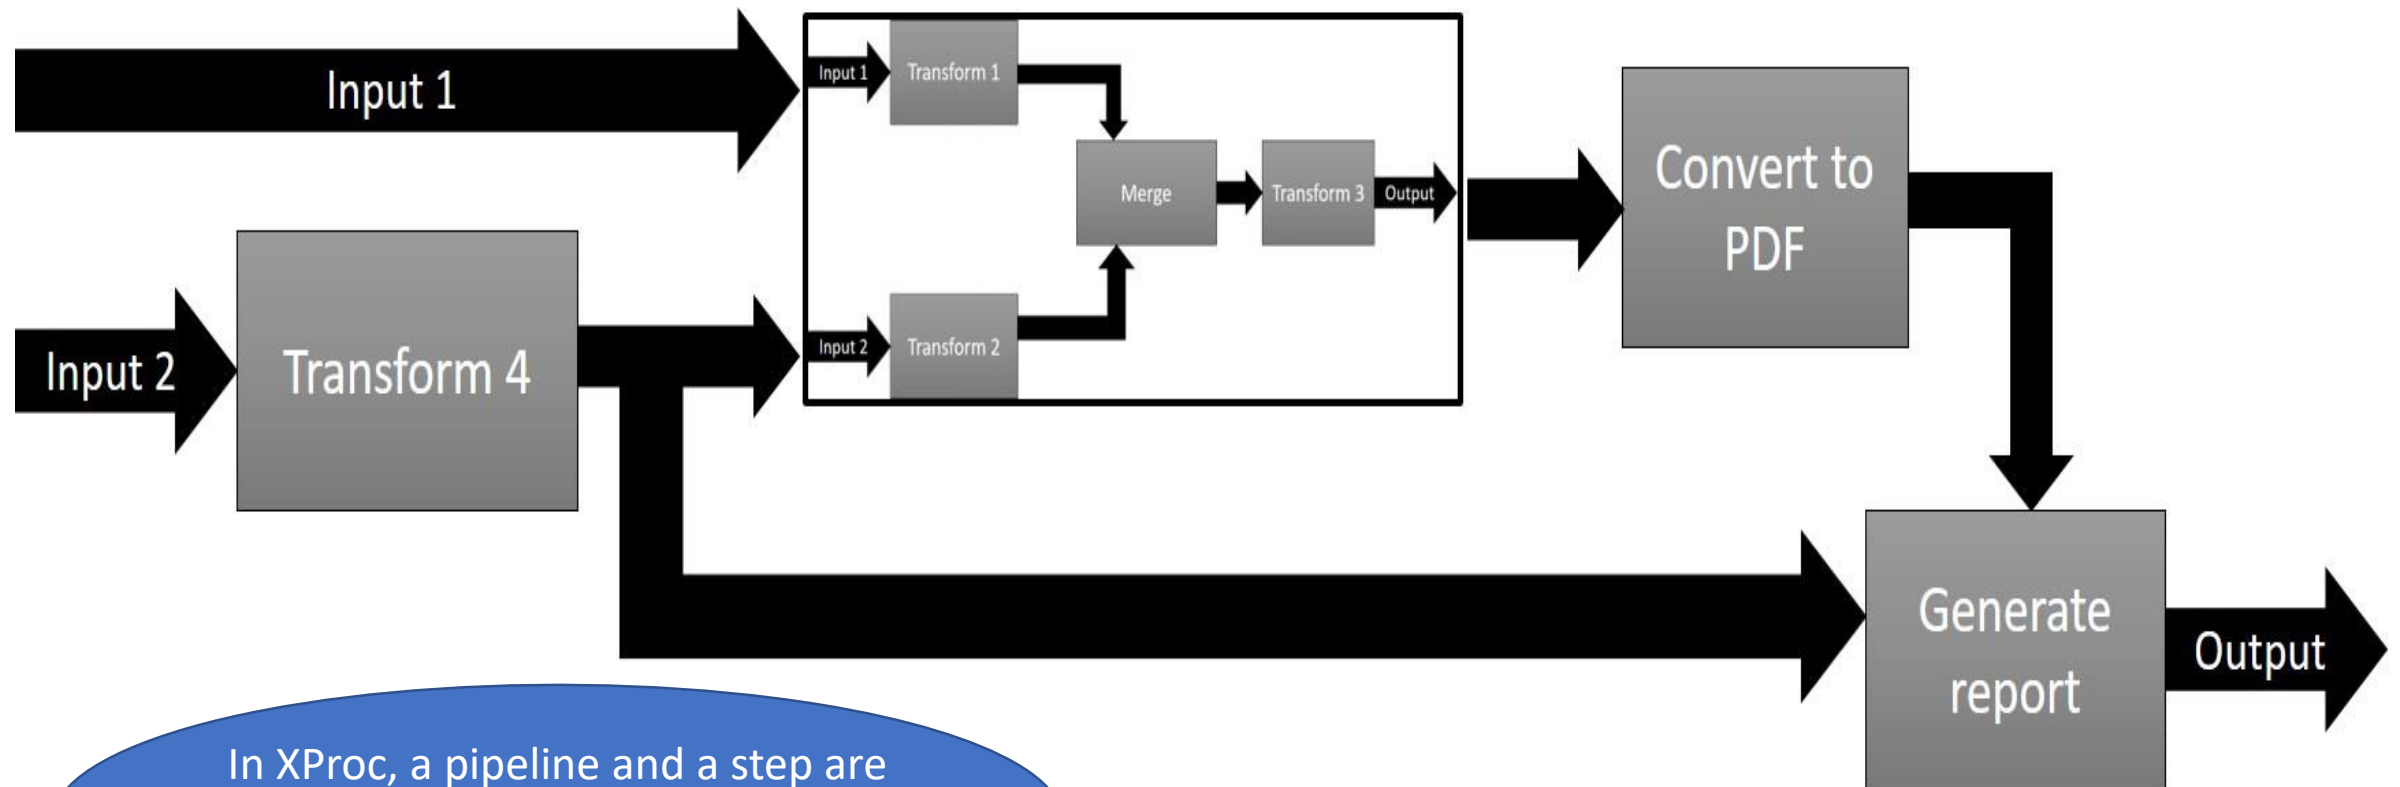 Input 1
Input 1
Transform 1
Merge
Transform 3
Output
Input 2
Transform 2
Convert to
PDF
Input 2
Transform 4
Generate
report
Output
In XProc, a pipeline and a step are